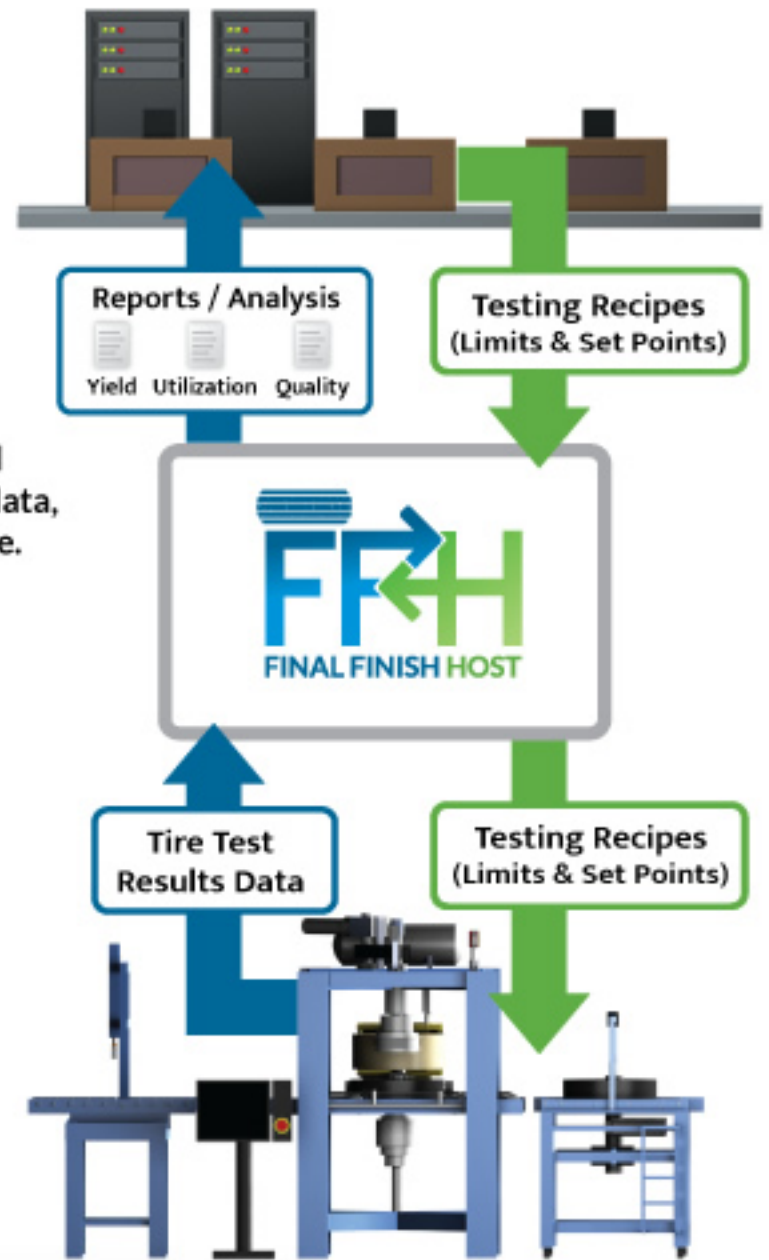 Reports / Analysis
Yield Utilization Quality
Testing Recipes
(Limits & Set Points)
FFH
FINAL FINISH HOST
Tire Test
Results Data
Testing Recipes
(Limits & Set Points)